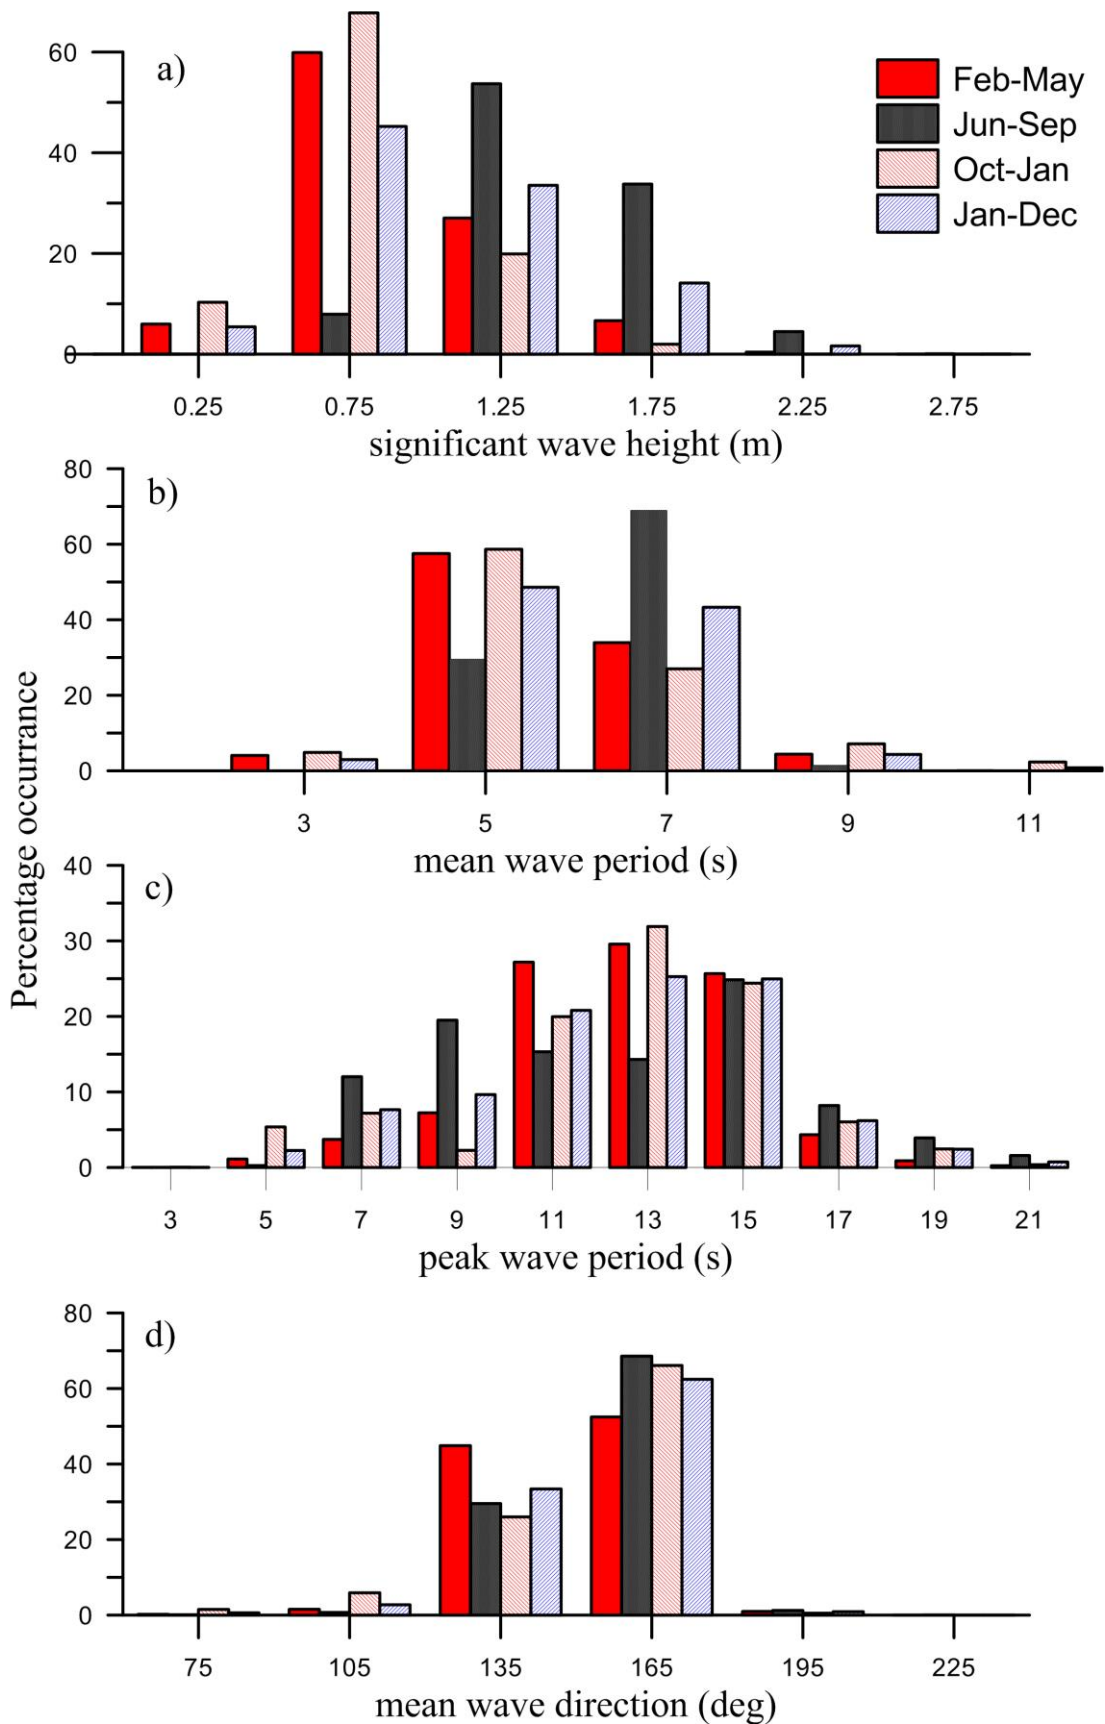 a)
60
40
20
0
Feb-May
Jun-Sep
Oct-Jan
Jan-Dec
0.25 0.75 1.25 1.75 2.25 2.75
significant wave height (m)
b)
80
60
40
20
0
3 5 7 9 11
mean wave period (s)
Percentage occurrance
c)
40
30
20
10
0
3 5 7 9 11 13 15 17 19 21
peak wave period (s)
d)
80
60
40
20
0
75 105 135 165 195 225
mean wave direction (deg)